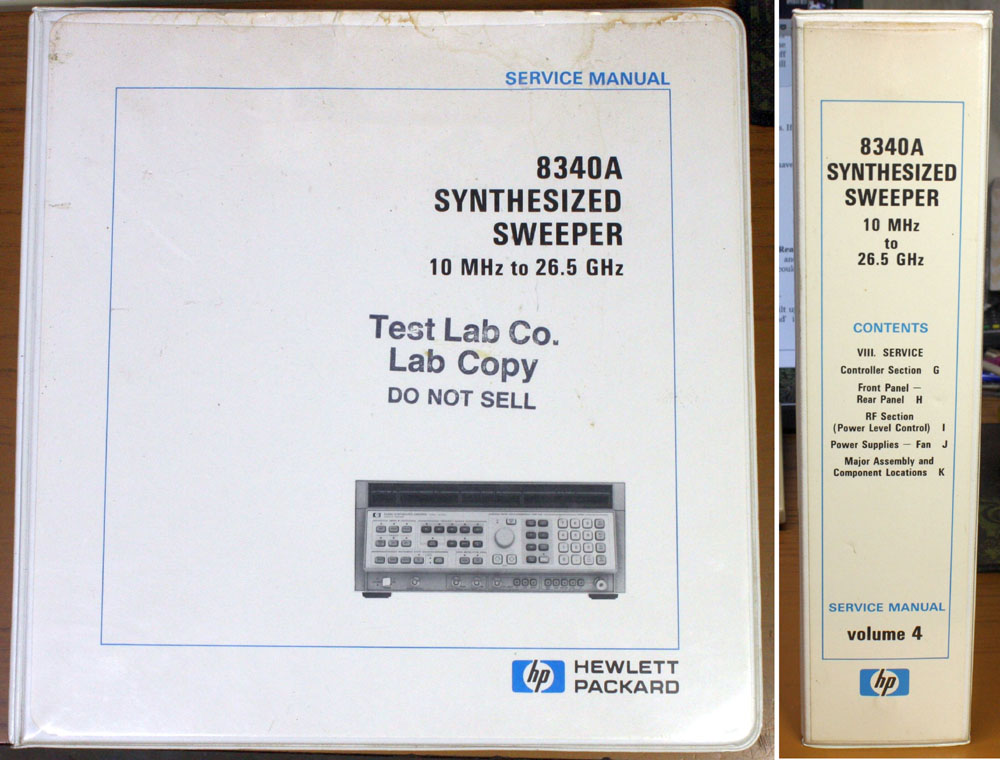 SERVICE MANUAL
8340A
SYNTHESIZED
SWEEPER
10 MHz to 26.5 GHz
Test Lab Co.
Lab Copy
DO NOT SELL
hp
HEWLETT
PACKARD
8340A
SYNTHESIZED
SWEEPER
10 MHz
to
26.5 GHz
CONTENTS
VIII. SERVICE
Controller Section G
Front Panel —
Rear Panel H
RF Section
(Power Level Control) I
Power Supplies — Fan J
Major Assembly and
Component Locations K
SERVICE MANUAL
volume 4
hp